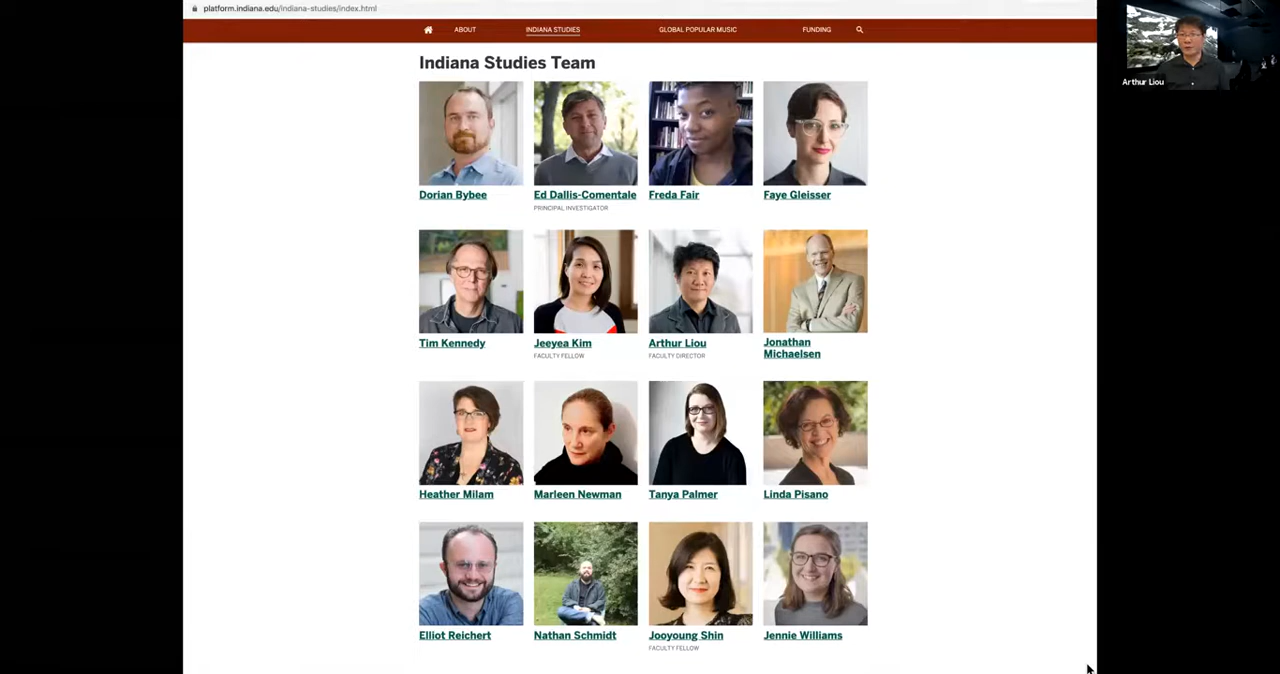 platform.indiana.edu/indiana-studies/index.html
ABOUT INDIANA STUDIES GLOBAL POPULAR MUSIC FUNDING
Arthur Liou
Indiana Studies Team
Dorian Bybee Ed Dallis-Comentale Freda Fair Faye Gleisser
PRINCIPAL INVESTIGATOR
Tim Kennedy Jeeyea Kim Arthur Liou Jonathan
Michaelsen
FACULTY FELLOW FACULTY DIRECTOR
Heather Milam Marleen Newman Tanya Palmer Linda Pisano
Elliot Reichert Nathan Schmidt Jooyoung Shin Jennie Williams
FACULTY FELLOW